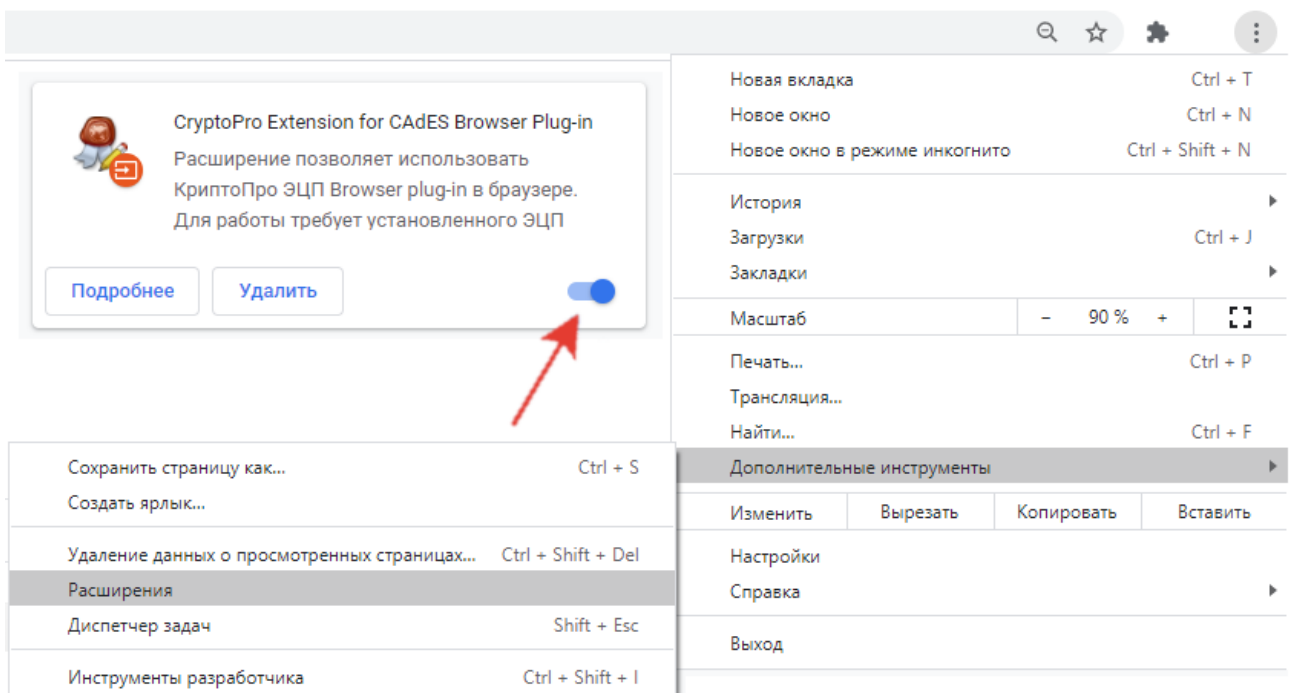 CryptoPro Extension for CAdES Browser Plug-in
Расширение позволяет использовать
КриптоПро ЭЦП Browser plug-in в браузере.
Для работы требует установленного ЭЦП
Подробнее Удалить
Новая вкладка Ctrl + T
Новое окно Ctrl + N
Новое окно в режиме инкогнито Ctrl + Shift + N
История
Загрузки Ctrl + J
Закладки
Масштаб - 90 % +
Печать... Ctrl + P
Трансляция...
Найти... Ctrl + F
Дополнительные инструменты
Изменить Вырезать Копировать Вставить
Настройки
Справка
Выход
Сохранить страницу как... Ctrl + S
Создать ярлык...
Удаление данных о просмотренных страницах... Ctrl + Shift + Del
Расширения
Диспетчер задач Shift + Esc
Инструменты разработчика Ctrl + Shift + I